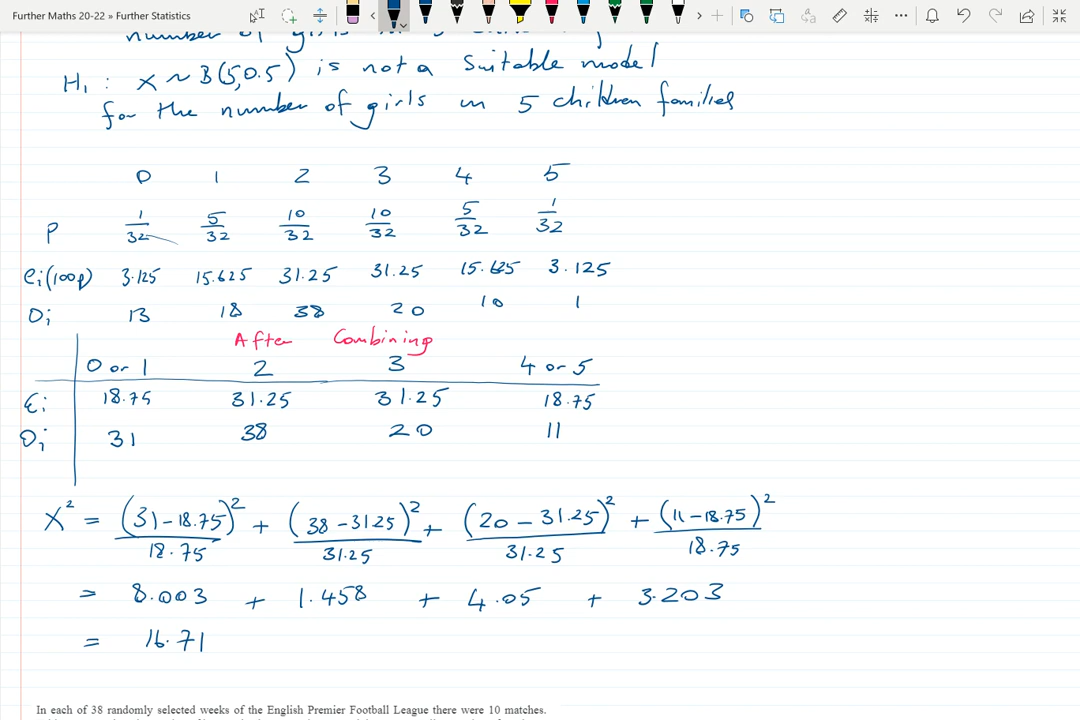 Further Maths 20-22 » Further Statistics
number of girls in 5
H₁ : X ~ B(5,0.5) is not a suitable model
for the number of girls in 5 children families
0 1 2 3 4 5
P 1/32 5/32 10/32 10/32 5/32 1/32
ei(100p) 3.125 15.625 31.25 31.25 15.625 3.125
Oi 13 18 38 20 10 1
After Combining
0 or 1 2 3 4 or 5
Ei 18.75 31.25 31.25 18.75
Oi 31 38 20 11
X² = (31-18.75)²/18.75 + (38-31.25)²/31.25 + (20-31.25)²/31.25 + (11-18.75)²/18.75
= 8.003 + 1.458 + 4.05 + 3.203
= 16.71
In each of 38 randomly selected weeks of the English Premier Football League there were 10 matches.